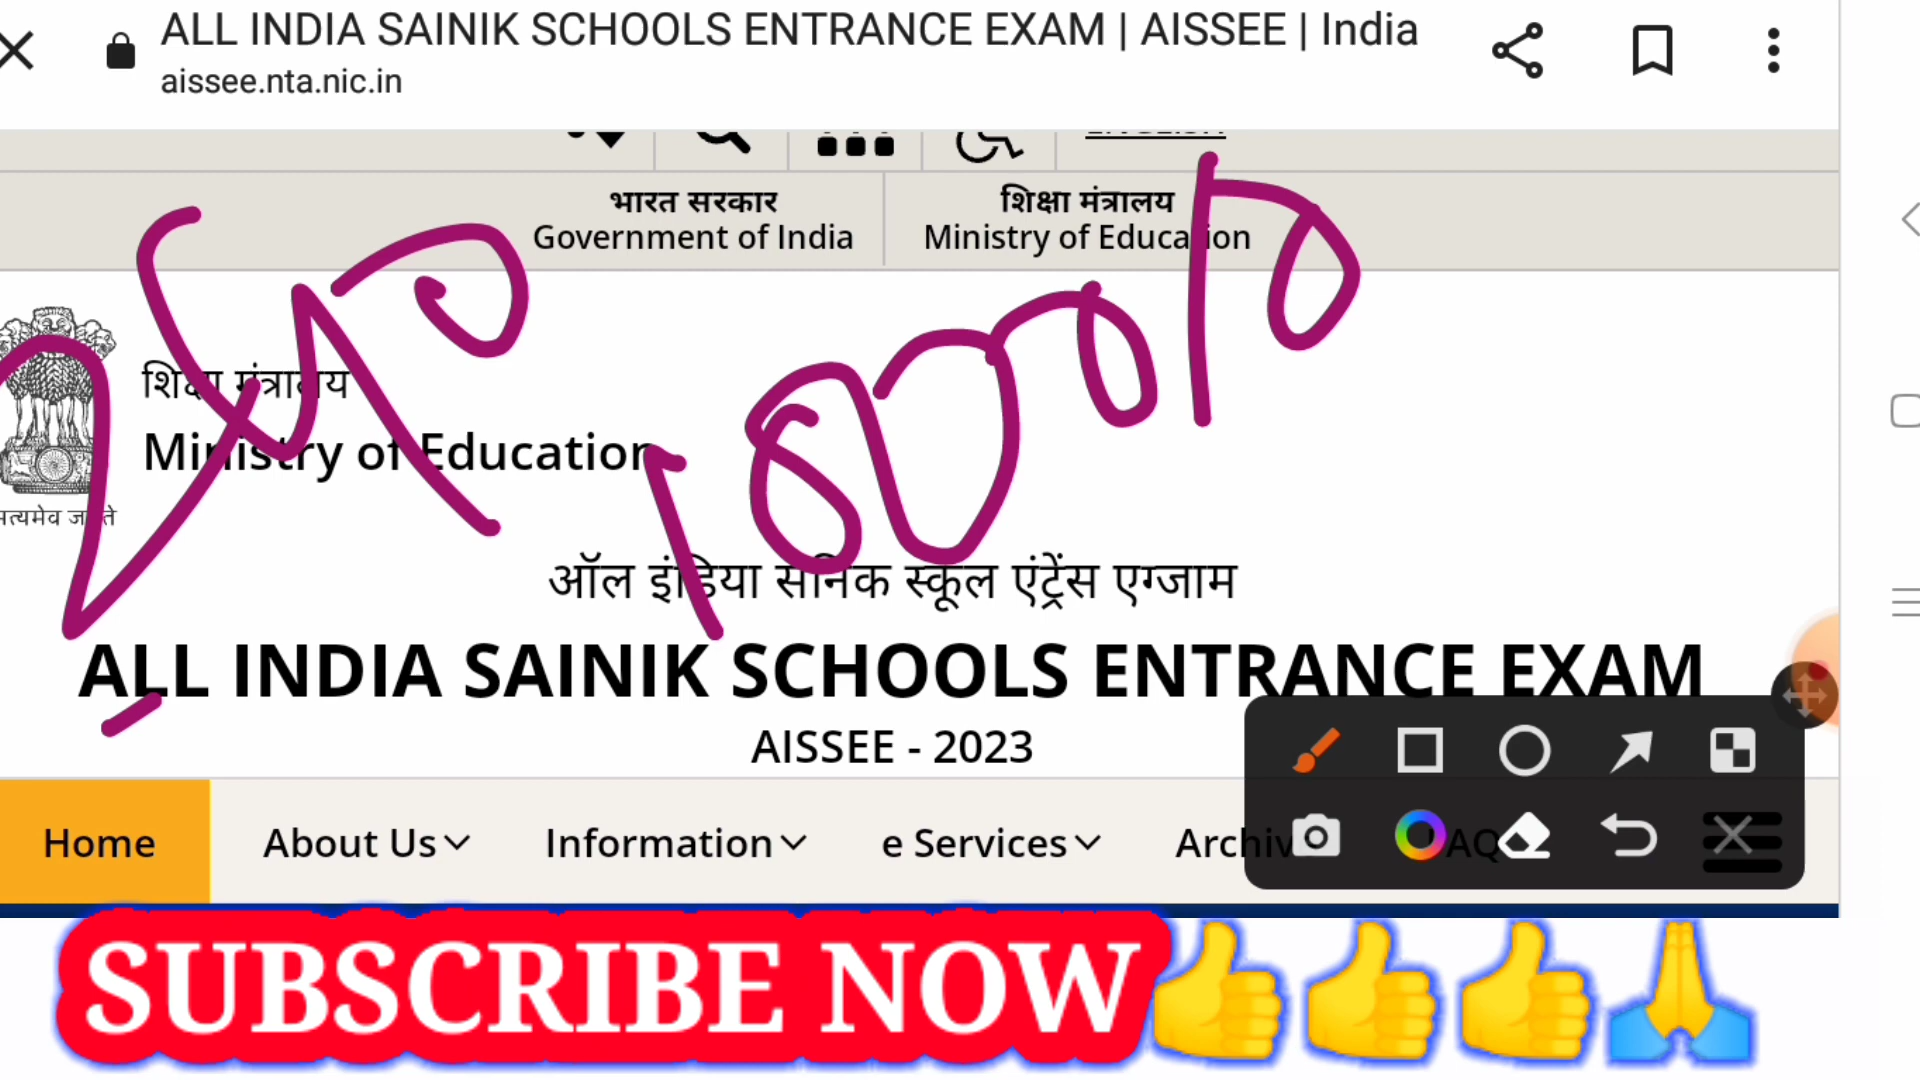 ALL INDIA SAINIK SCHOOLS ENTRANCE EXAM | AISSEE | India
aissee.nta.nic.in
भारत सरकार
Government of India
शिक्षा मंत्रालय
Ministry of Education
शिक्षा मंत्रालय
Ministry of Education
ऑल इंडिया सैनिक स्कूल एंट्रेंस एग्जाम
ALL INDIA SAINIK SCHOOLS ENTRANCE EXAM
AISSEE - 2023
Home About Us Information e Services
SUBSCRIBE NOW👍👍👍🙏